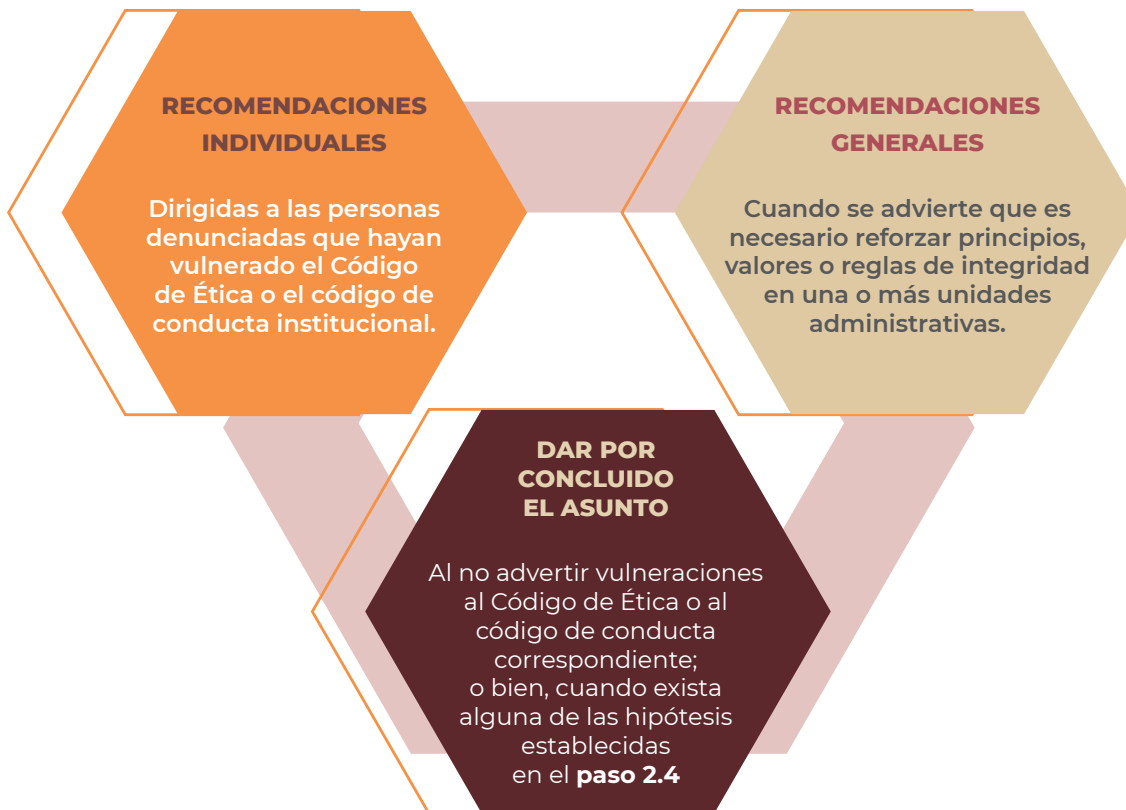 RECOMENDACIONES
INDIVIDUALES
Dirigidas a las personas
denunciadas que hayan
vulnerado el Código
de Ética o el código de
conducta institucional.
RECOMENDACIONES
GENERALES
Cuando se advierte que es
necesario reforzar principios,
valores o reglas de integridad
en una o más unidades
administrativas.
DAR POR
CONCLUIDO
EL ASUNTO
Al no advertir vulneraciones
al Código de Ética o al
código de conducta
correspondiente;
o bien, cuando exista
alguna de las hipótesis
establecidas
en el paso 2.4